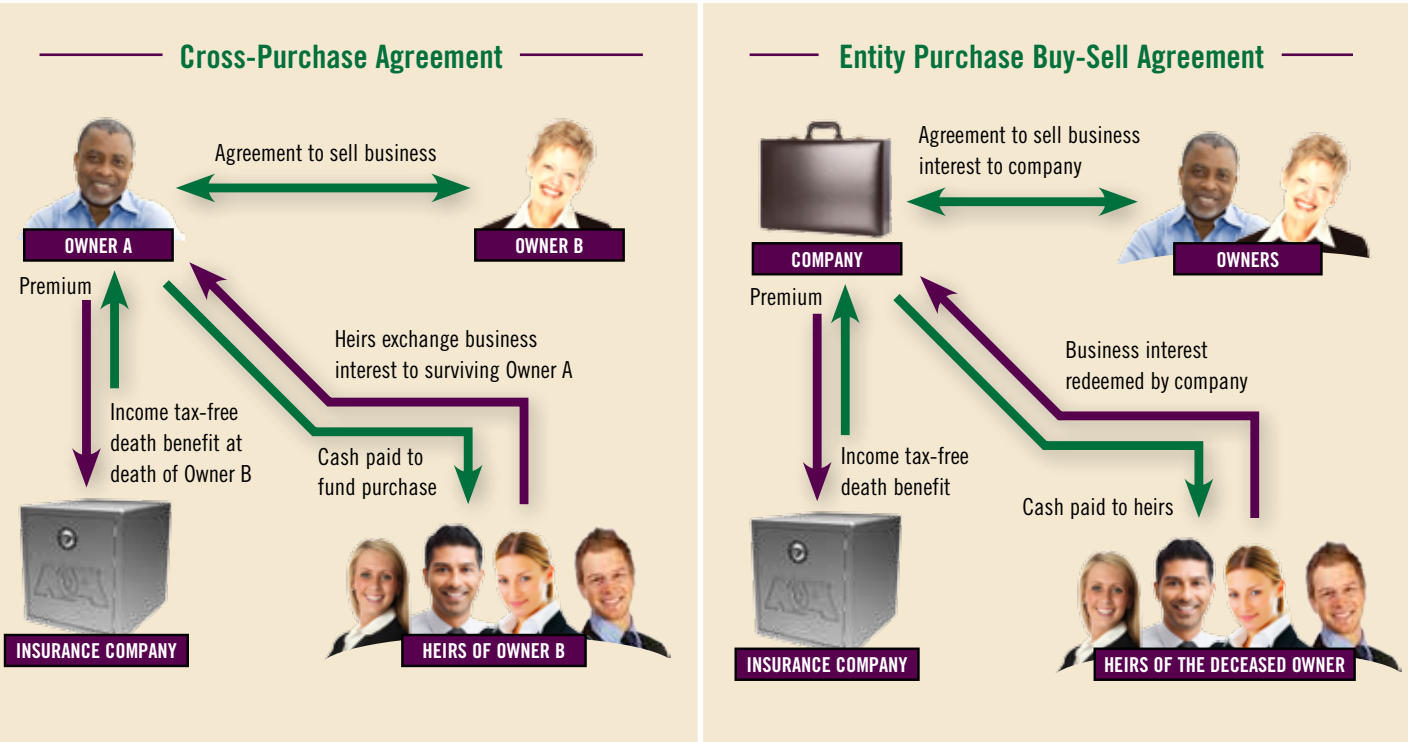 Cross-Purchase Agreement
Agreement to sell business
OWNER A
OWNER B
Premium
Heirs exchange business
interest to surviving Owner A
Income tax-free
death benefit at
death of Owner B
Cash paid to
fund purchase
INSURANCE COMPANY
HEIRS OF OWNER B
Entity Purchase Buy-Sell Agreement
Agreement to sell business
interest to company
COMPANY
OWNERS
Premium
Business interest
redeemed by company
Income tax-free
death benefit
Cash paid to heirs
INSURANCE COMPANY
HEIRS OF THE DECEASED OWNER